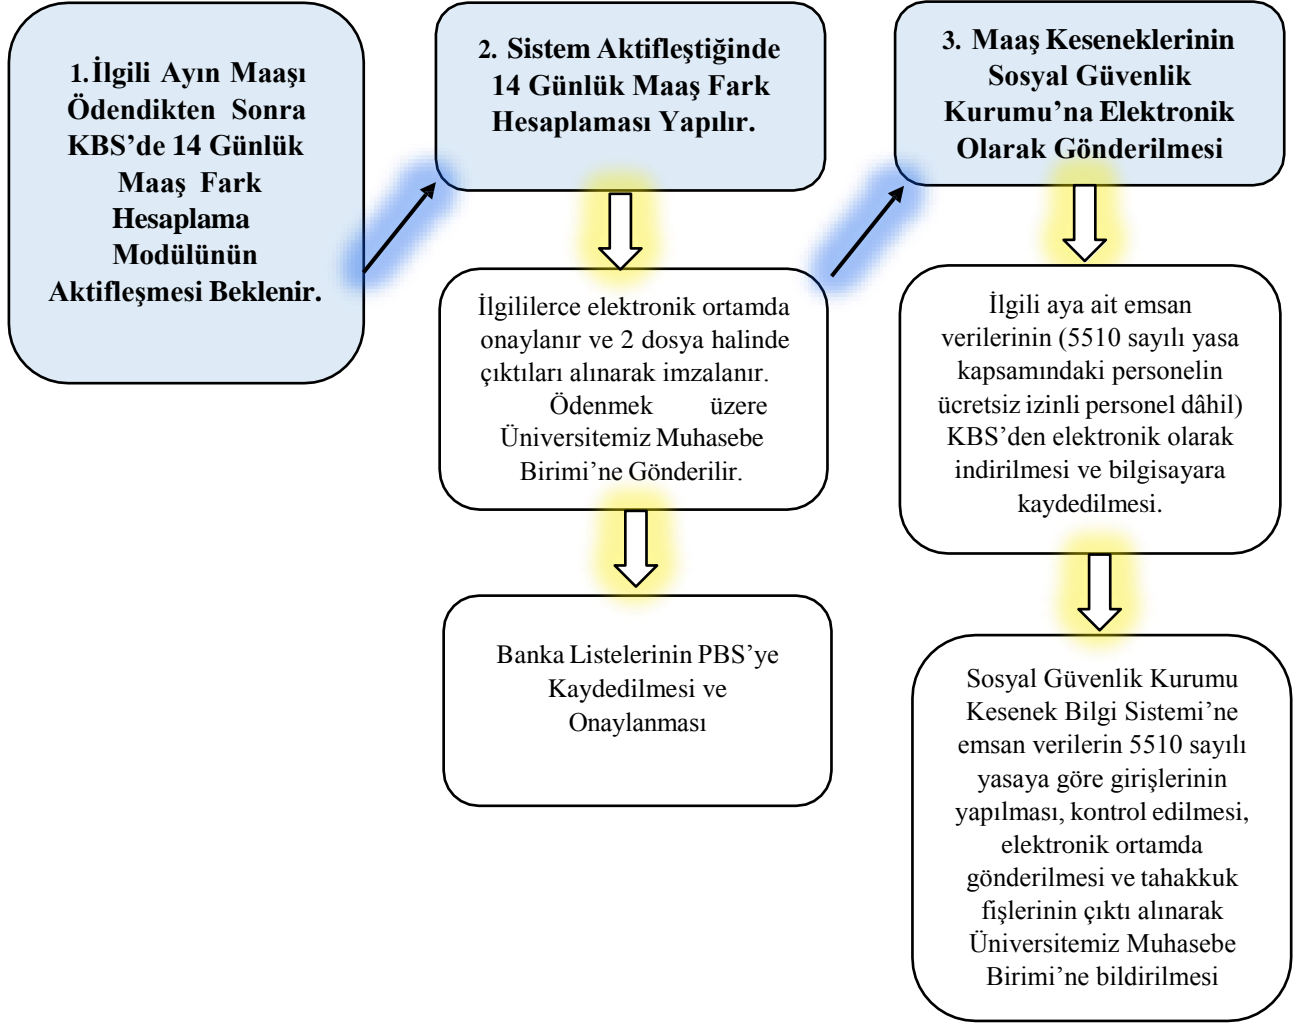 1.İlgili Ayın Maaşı
Ödendikten Sonra
KBS’de 14 Günlük
Maaş Fark
Hesaplama
Modülünün
Aktifleşmesi Beklenir.
2. Sistem Aktifleştiğinde
14 Günlük Maaş Fark
Hesaplaması Yapılır.
İlgililerce elektronik ortamda
onaylanır ve 2 dosya halinde
çıktıları alınarak imzalanır.
Ödenmek üzere
Üniversitemiz Muhasebe
Birimi’ne Gönderilir.
Banka Listelerinin PBS’ye
Kaydedilmesi ve
Onaylanması
3. Maaş Keseneklerinin
Sosyal Güvenlik
Kurumu’na Elektronik
Olarak Gönderilmesi
İlgili aya ait emsan
verilerinin (5510 sayılı yasa
kapsamındaki personelin
ücretsiz izinli personel dâhil)
KBS’den elektronik olarak
indirilmesi ve bilgisayara
kaydedilmesi.
Sosyal Güvenlik Kurumu
Kesenek Bilgi Sistemi’ne
emsan verilerin 5510 sayılı
yasaya göre girişlerinin
yapılması, kontrol edilmesi,
elektronik ortamda
gönderilmesi ve tahakkuk
fişlerinin çıktı alınarak
Üniversitemiz Muhasebe
Birimi’ne bildirilmesi